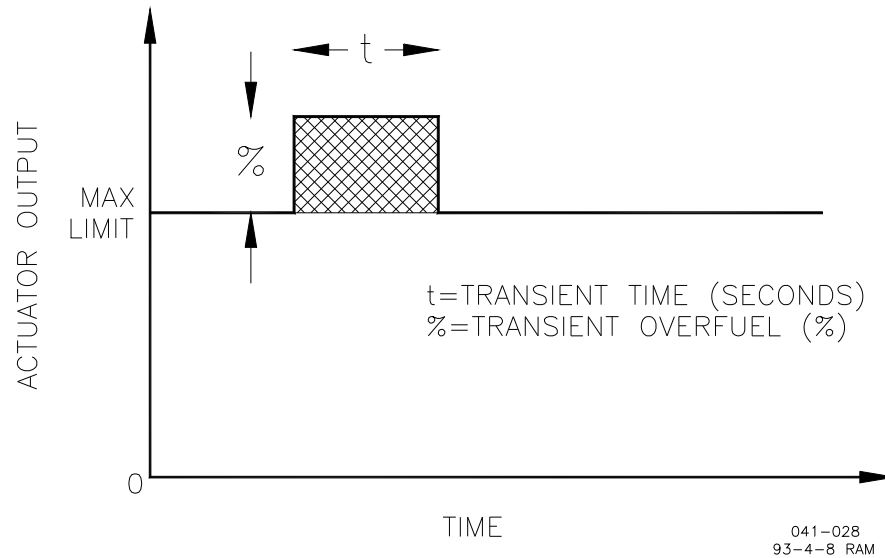 t
%
ACTUATOR OUTPUT
MAX
LIMIT
t=TRANSIENT TIME (SECONDS)
%=TRANSIENT OVERFUEL (%)
0
TIME
041-028
93-4-8 RAM